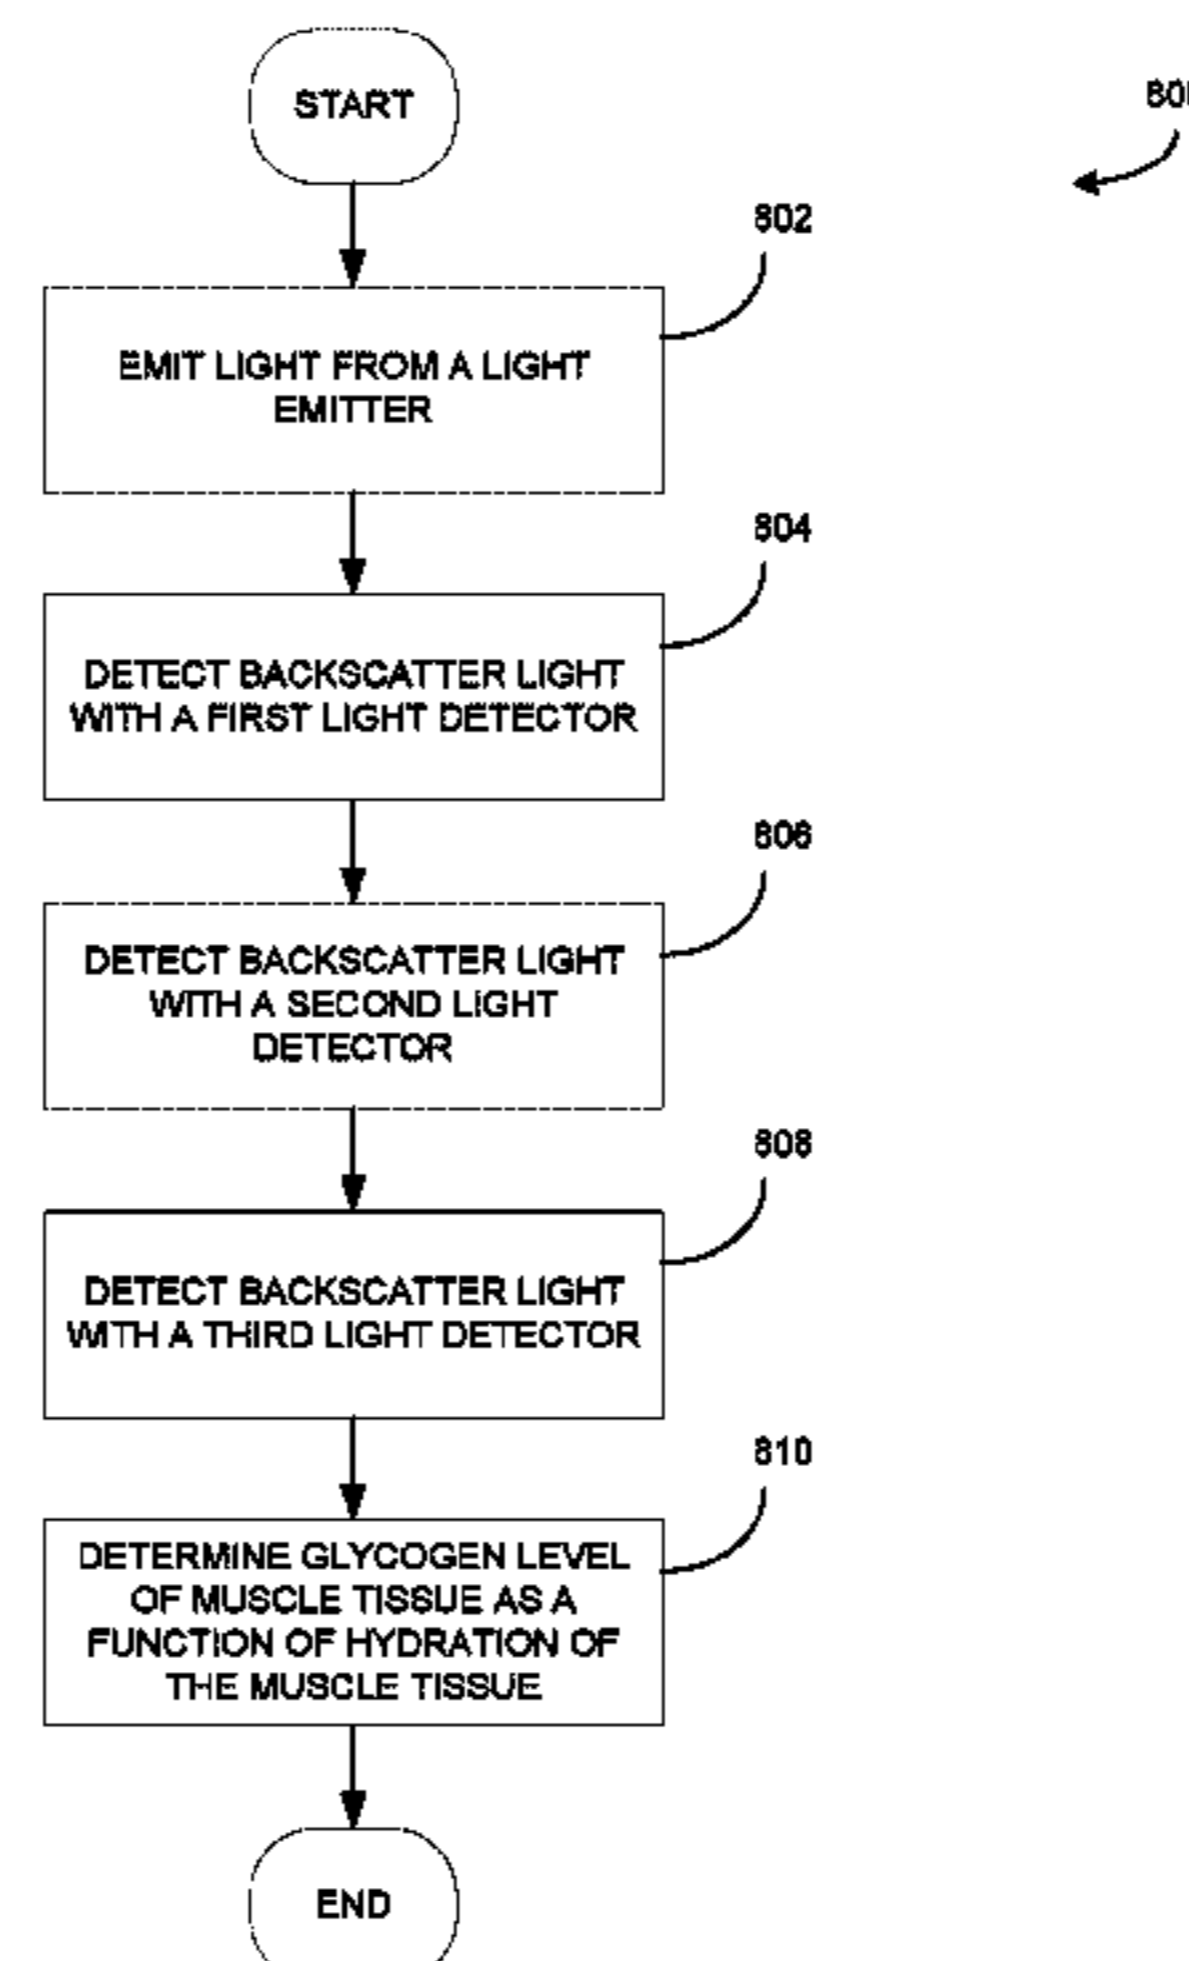 START
802
EMIT LIGHT FROM A LIGHT
EMITTER
804
DETECT BACKSCATTER LIGHT
WITH A FIRST LIGHT DETECTOR
806
DETECT BACKSCATTER LIGHT
WITH A SECOND LIGHT
DETECTOR
808
DETECT BACKSCATTER LIGHT
WITH A THIRD LIGHT DETECTOR
810
DETERMINE GLYCOGEN LEVEL
OF MUSCLE TISSUE AS A
FUNCTION OF HYDRATION OF
THE MUSCLE TISSUE
END